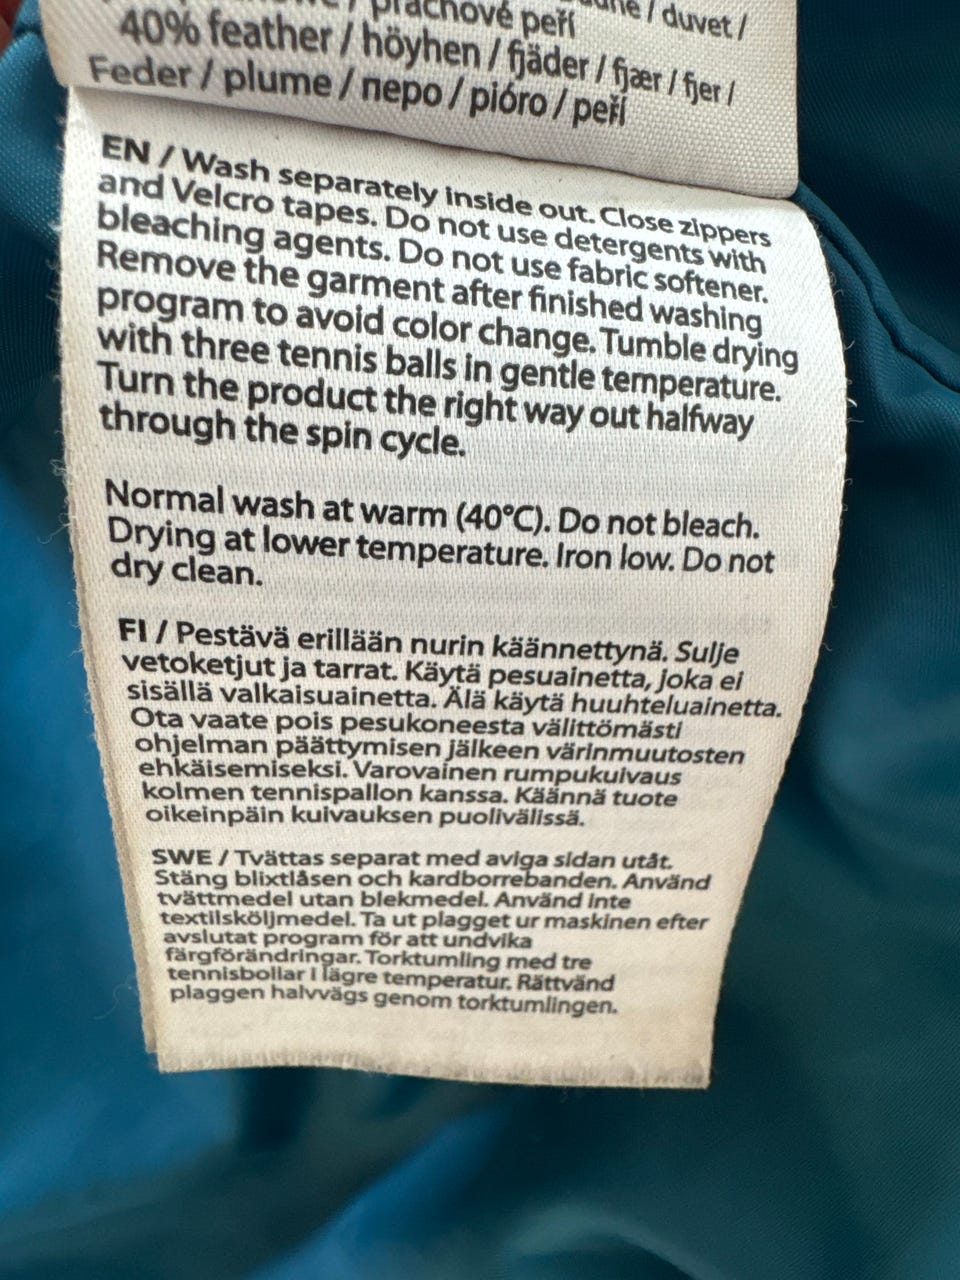 / prachové peří / duvet /
40% feather / höyhen / fjäder / fjær / fjer /
Feder / plume / перо / pióro / peří
EN / Wash separately inside out. Close zippers
and Velcro tapes. Do not use detergents with
bleaching agents. Do not use fabric softener.
Remove the garment after finished washing
program to avoid color change. Tumble drying
with three tennis balls in gentle temperature.
Turn the product the right way out halfway
through the spin cycle.
Normal wash at warm (40°C). Do not bleach.
Drying at lower temperature. Iron low. Do not
dry clean.
FI / Pestävä erillään nurin käännettynä. Sulje
vetoketjut ja tarrat. Käytä pesuainetta, joka ei
sisällä valkaisuainetta. Älä käytä huuhteluainetta.
Ota vaate pois pesukoneesta välittömästi
ohjelman päättymisen jälkeen värinmuutosten
ehkäisemiseksi. Varovainen rumpukuivaus
kolmen tennispallon kanssa. Käännä tuote
oikeinpäin kuivauksen puolivälissä.
SWE / Tvättas separat med aviga sidan utåt.
Stäng blixtlåsen och kardborrebanden. Använd
tvättmedel utan blekmedel. Använd inte
textilsköljmedel. Ta ut plagget ur maskinen efter
avslutat program för att undvika
färgförändringar. Torktumling med tre
tennisbollar i lägre temperatur. Rättvänd
plaggen halvvägs genom torktumlingen.